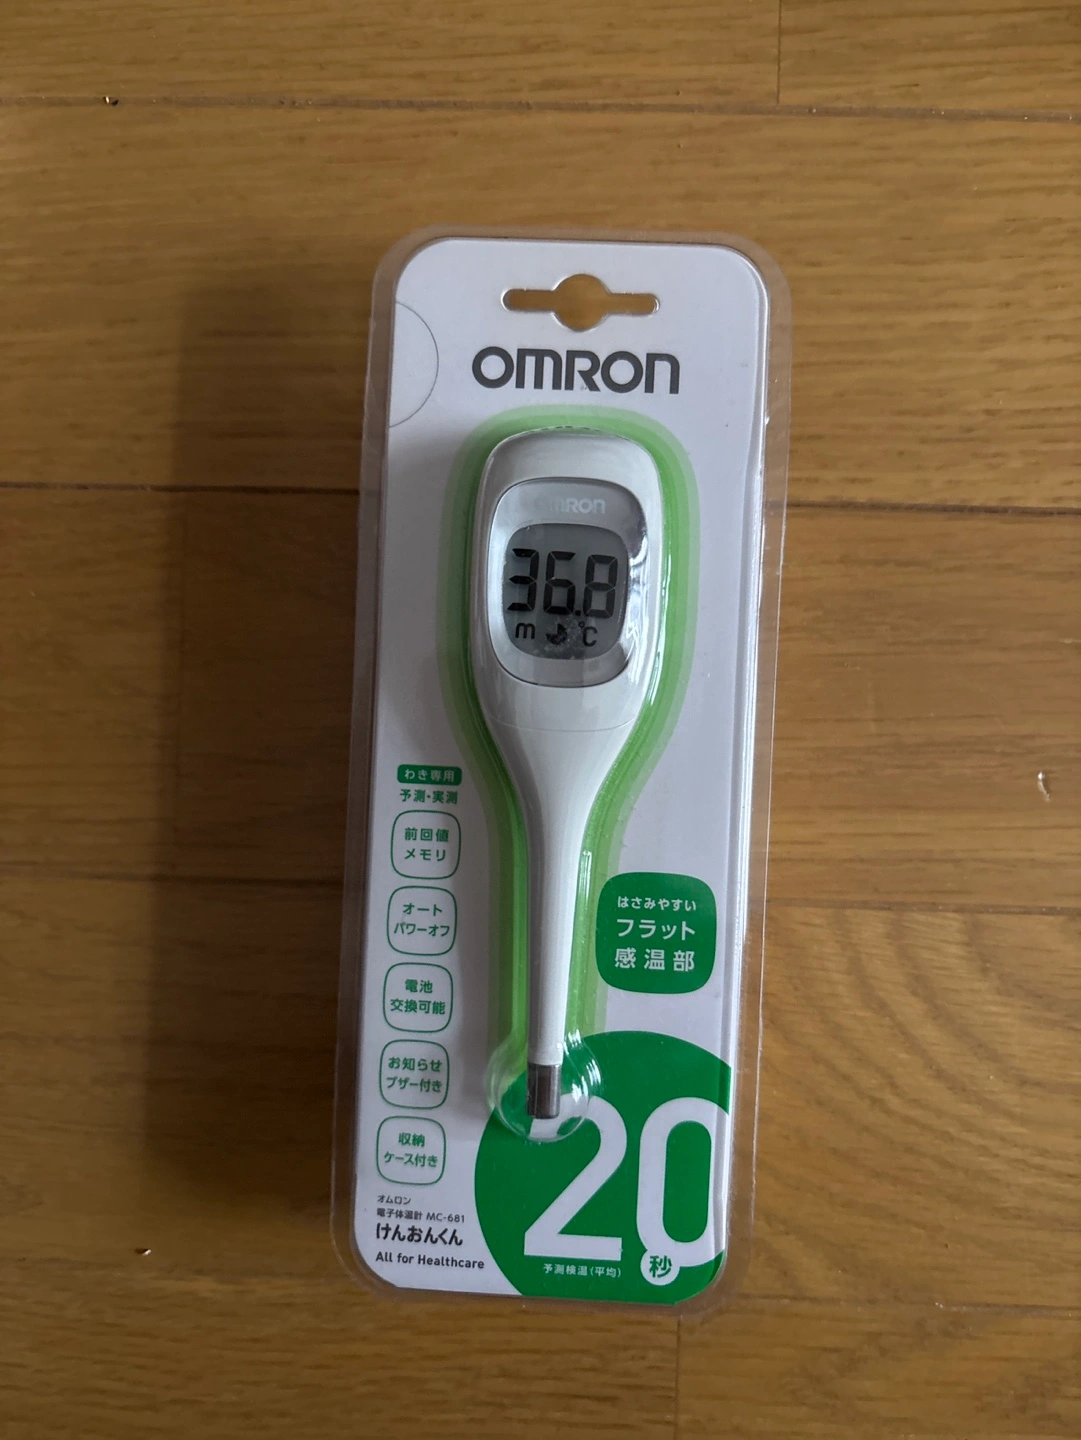 OMRON
OMRON
36.8
m ℃
わき専用
予測・実測
前回値
メモリ
オート
パワーオフ
電池
交換可能
お知らせ
ブザー付き
収納
ケース付き
はさみやすい
フラット
感温部
20
秒
予測検温(平均)
オムロン
電子体温計 MC-681
けんおんくん
All for Healthcare